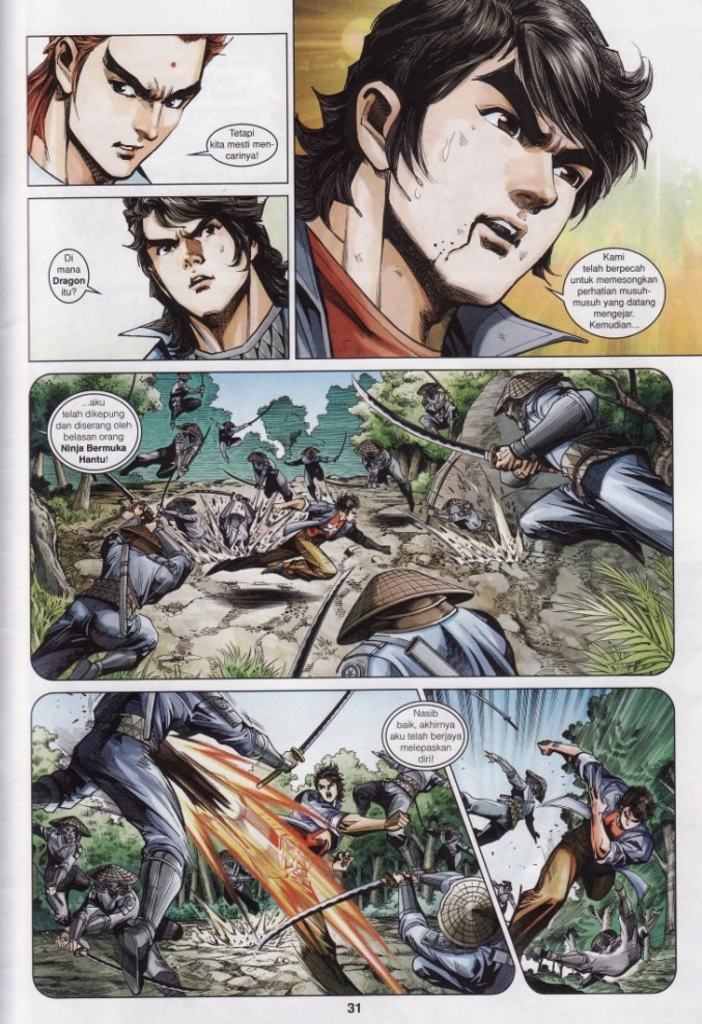 Tetapi
kita mesti men-
carinya!
Di
mana
Dragon
itu?
Kami
telah berpecah
untuk memesongkan
perhatian musuh-
musuh yang datang
mengejar.
Kemudian...
...aku
telah dikepung
dan diserang oleh
belasan orang
Ninja Bermuka
Hantu!
Nasib
baik, akhirnya
aku telah berjaya
melepaskan
diri!
31